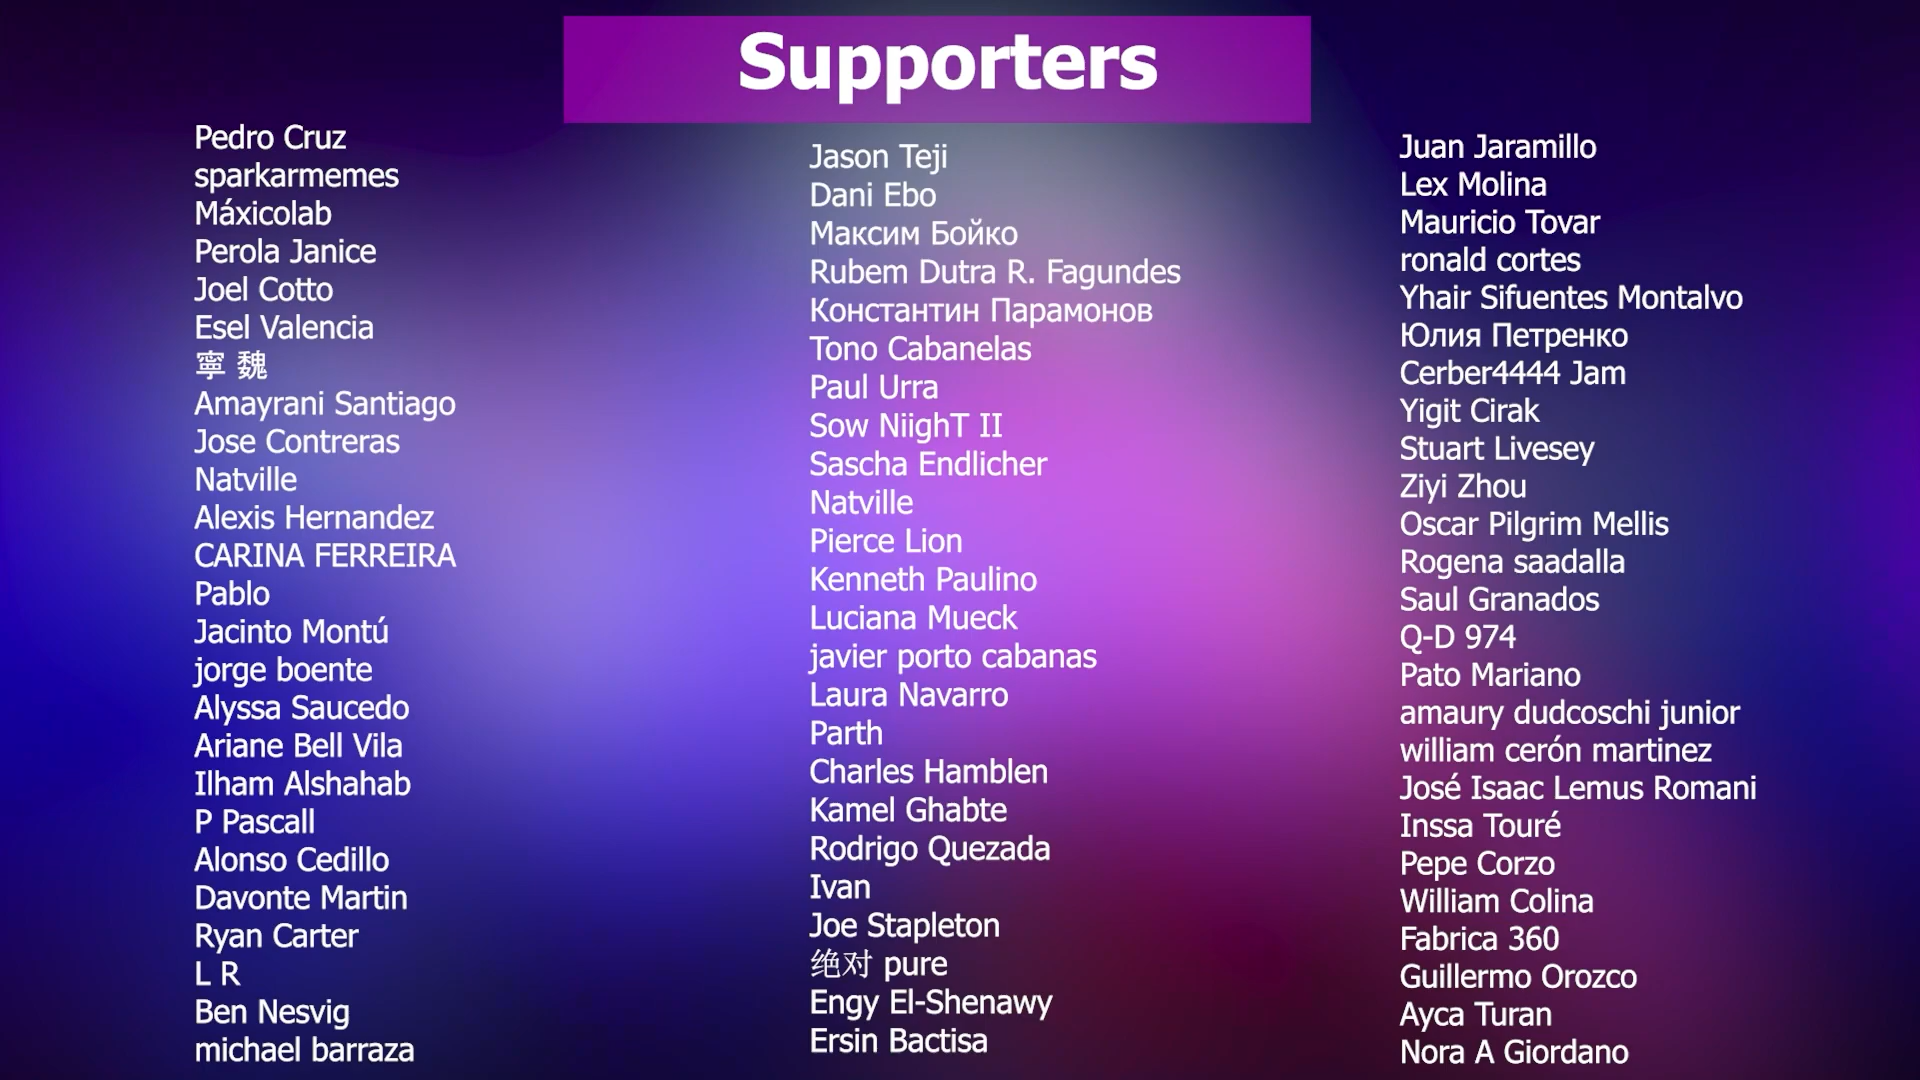 Supporters
Pedro Cruz
sparkarmemes
Máxicolab
Perola Janice
Joel Cotto
Esel Valencia
寧 魏
Amayrani Santiago
Jose Contreras
Natville
Alexis Hernandez
CARINA FERREIRA
Pablo
Jacinto Montú
jorge boente
Alyssa Saucedo
Ariane Bell Vila
Ilham Alshahab
P Pascall
Alonso Cedillo
Davonte Martin
Ryan Carter
L R
Ben Nesvig
michael barraza
Jason Teji
Dani Ebo
Максим Бойко
Rubem Dutra R. Fagundes
Константин Парамонов
Tono Cabanelas
Paul Urra
Sow NiighT II
Sascha Endlicher
Natville
Pierce Lion
Kenneth Paulino
Luciana Mueck
javier porto cabanas
Laura Navarro
Parth
Charles Hamblen
Kamel Ghabte
Rodrigo Quezada
Ivan
Joe Stapleton
绝对 pure
Engy El-Shenawy
Ersin Bactisa
Juan Jaramillo
Lex Molina
Mauricio Tovar
ronald cortes
Yhair Sifuentes Montalvo
Юлия Петренко
Cerber4444 Jam
Yigit Cirak
Stuart Livesey
Ziyi Zhou
Oscar Pilgrim Mellis
Rogena saadalla
Saul Granados
Q-D 974
Pato Mariano
amaury dudcoschi junior
william cerón martinez
José Isaac Lemus Romani
Inssa Touré
Pepe Corzo
William Colina
Fabrica 360
Guillermo Orozco
Ayca Turan
Nora A Giordano